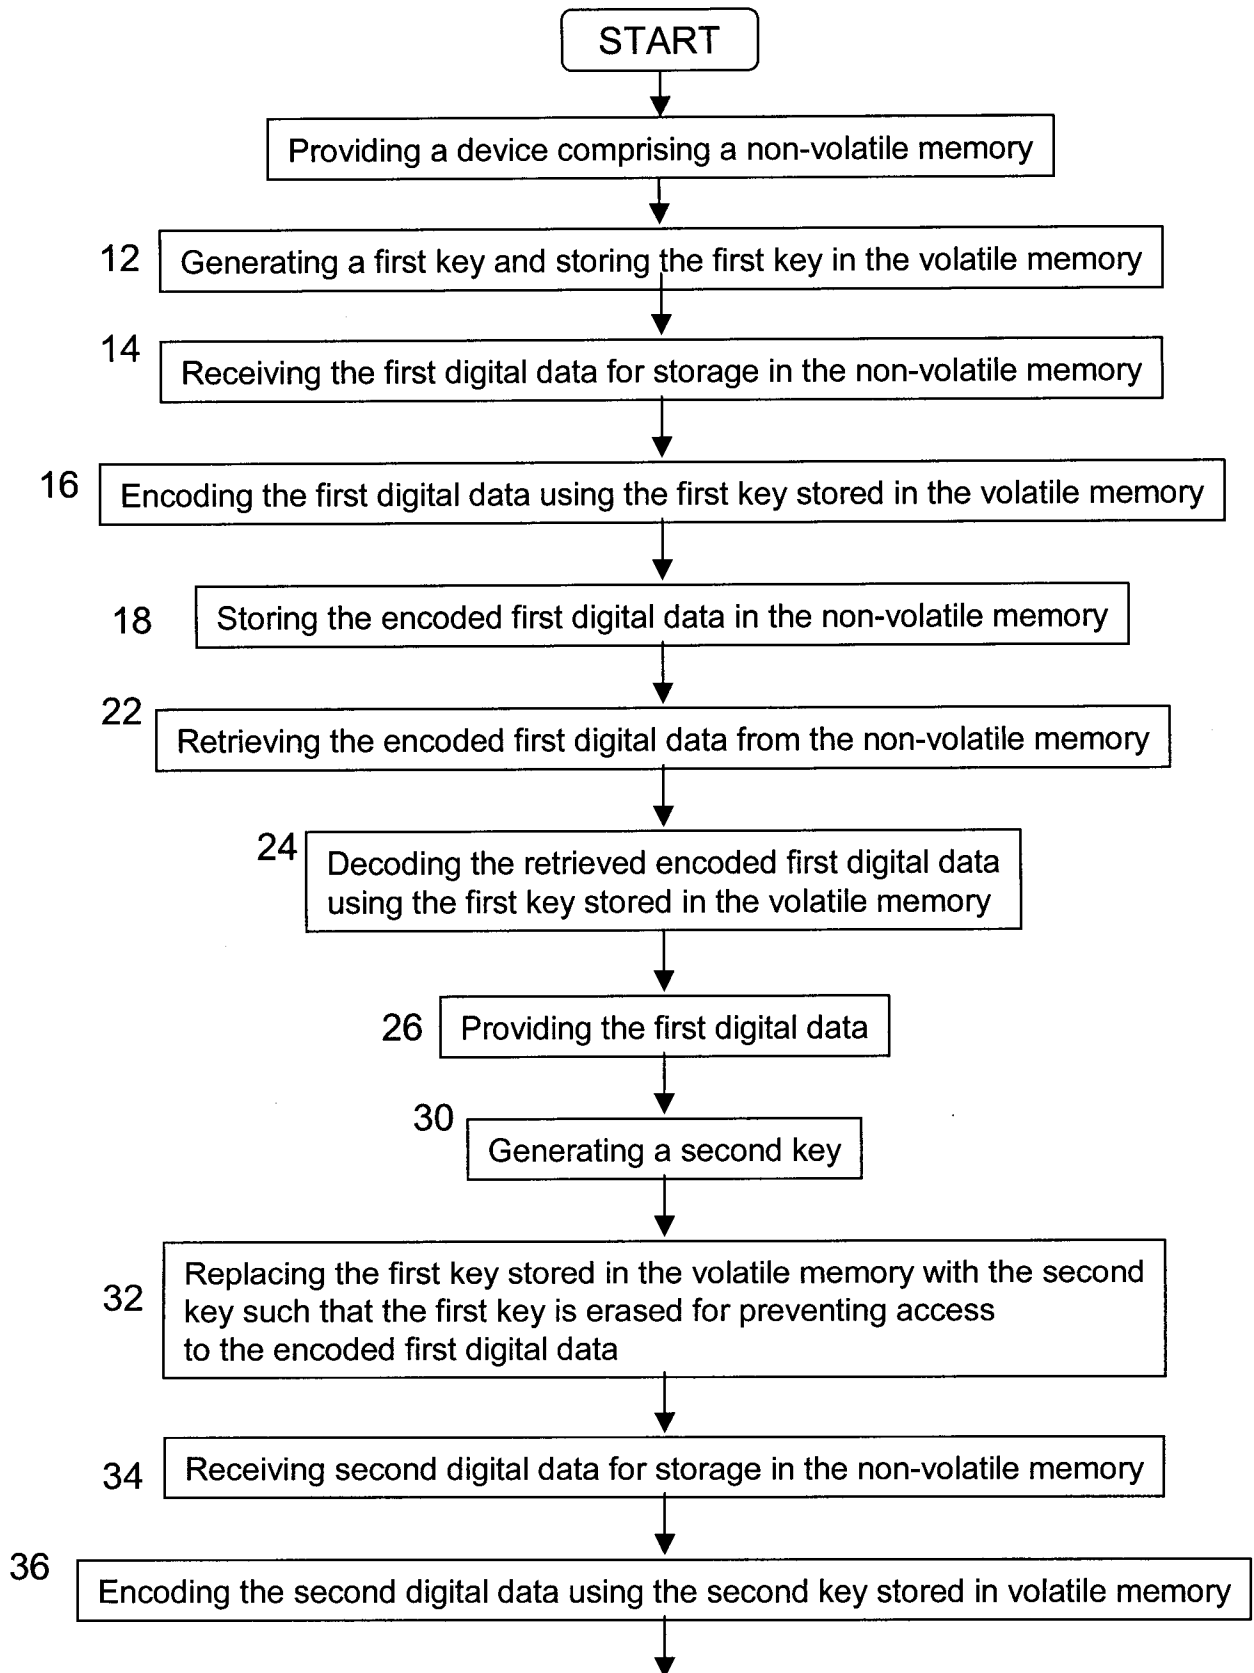 START
Providing a device comprising a non-volatile memory
12
Generating a first key and storing the first key in the volatile memory
14
Receiving the first digital data for storage in the non-volatile memory
16
Encoding the first digital data using the first key stored in the volatile memory
18
Storing the encoded first digital data in the non-volatile memory
22
Retrieving the encoded first digital data from the non-volatile memory
24
Decoding the retrieved encoded first digital data
using the first key stored in the volatile memory
26
Providing the first digital data
30
Generating a second key
32
Replacing the first key stored in the volatile memory with the second
key such that the first key is erased for preventing access
to the encoded first digital data
34
Receiving second digital data for storage in the non-volatile memory
36
Encoding the second digital data using the second key stored in volatile memory